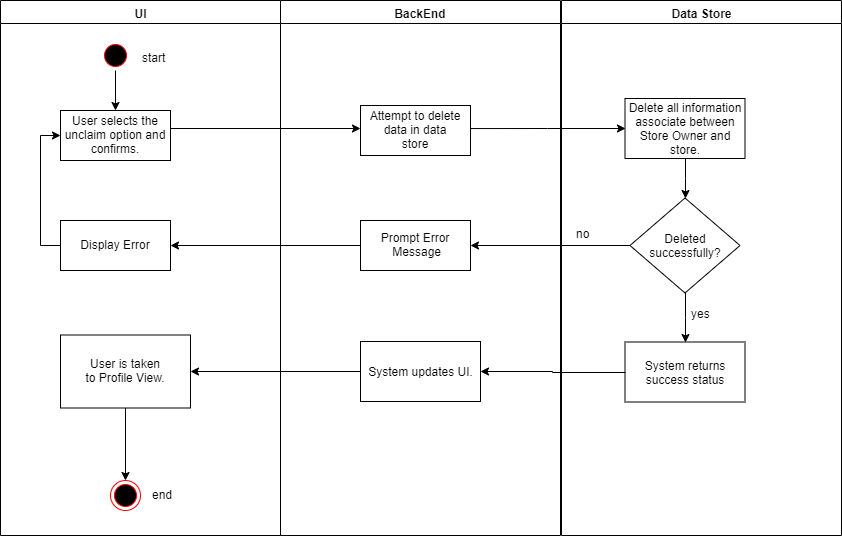 UI
BackEnd
Data Store
start
User selects the
unclaim option and
confirms.
Attempt to delete
data in data
store
Delete all information
associate between
Store Owner and
store.
Display Error
Prompt Error
Message
no
Deleted
successfully?
yes
User is taken
to Profile View.
System updates UI.
System returns
success status
end